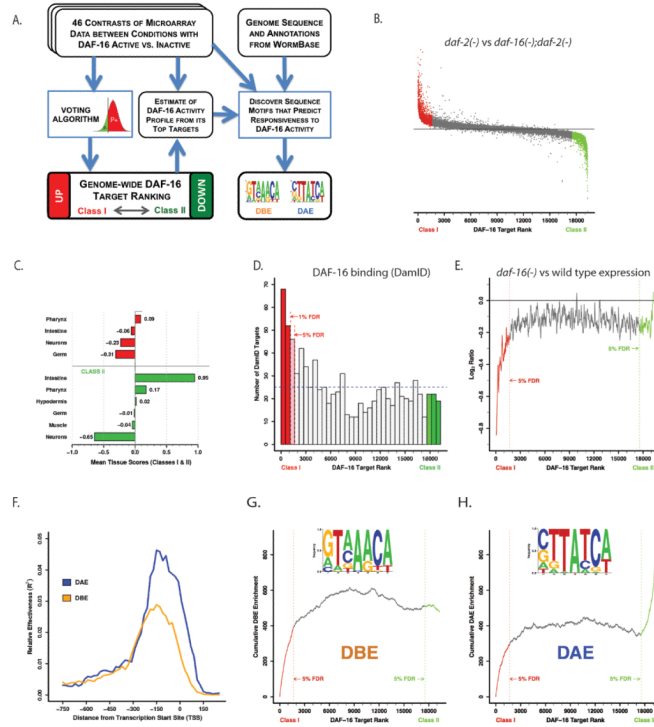 A.
46 CONTRASTS OF MICROARRAY
DATA BETWEEN CONDITIONS WITH
DAF-16 ACTIVE VS. INACTIVE
GENOME SEQUENCE
AND ANNOTATIONS
FROM WORMBASE
VOTING
ALGORITHM
ESTIMATE OF
DAF-16 ACTIVITY
PROFILE FROM ITS
TOP TARGETS
DISCOVER SEQUENCE
MOTIFS THAT PREDICT
RESPONSIVENESS TO
DAF-16 ACTIVITY
UP
GENOME-WIDE DAF-16
TARGET RANKING
Class I
Class II
DOWN
DBE
DAE
B.
daf-2(-) vs daf-16(-);daf-2(-)
0 3000 6000 9000 12000 15000 18000
Class I
DAF-16 Target Rank
Class II
C.
Pharynx
0.09
Intestine
-0.06
Neurons
-0.23
Germ
-0.31
CLASS II
Intestine
0.95
Pharynx
0.17
Hypodermis
0.02
Germ
-0.01
Muscle
-0.04
Neurons
-0.65
-1.0 -0.5 0.0 0.5 1.0
Mean Tissue Scores (Classes I & II)
D.
DAF-16 binding (DamID)
Number of DamID Targets
70
60
50
40
30
20
10
0
1% FDR
5% FDR
0 3000 6000 9000 12000 15000 18000
Class I
DAF-16 Target Rank
Class II
E.
daf-16(-) vs wild type expression
Log2 Ratio
0.0
-0.2
-0.4
-0.6
-0.8
5% FDR
0 3000 6000 9000 12000 15000 18000
Class I
DAF-16 Target Rank
Class II
F.
Relative Effectiveness (R²)
0.05
0.04
0.03
0.02
0.01
0.00
DAE
DBE
-750 -600 -450 -300 -150 0 150
Distance from Transcription Start Site (TSS)
G.
Cumulative DBE Enrichment
800
600
400
200
0
DBE
5% FDR
5% FDR
0 3000 6000 9000 12000 15000 18000
Class I
DAF-16 Target Rank
Class II
H.
Cumulative DAE Enrichment
800
600
400
200
0
DAE
5% FDR
5% FDR
0 3000 6000 9000 12000 15000 18000
Class I
DAF-16 Target Rank
Class II